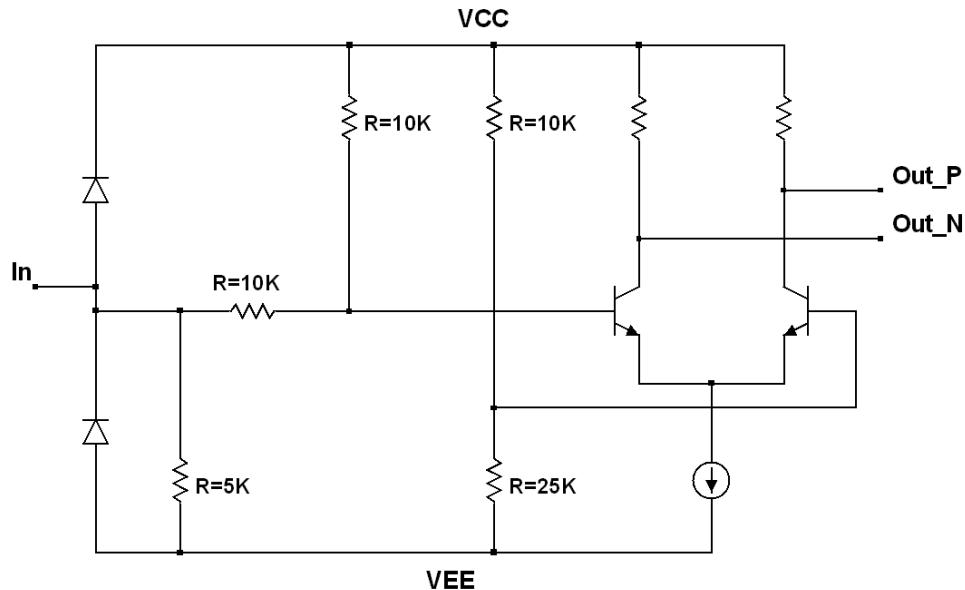 VCC
R=10K
R=10K
Out_P
Out_N
In
R=10K
R=5K
R=25K
VEE